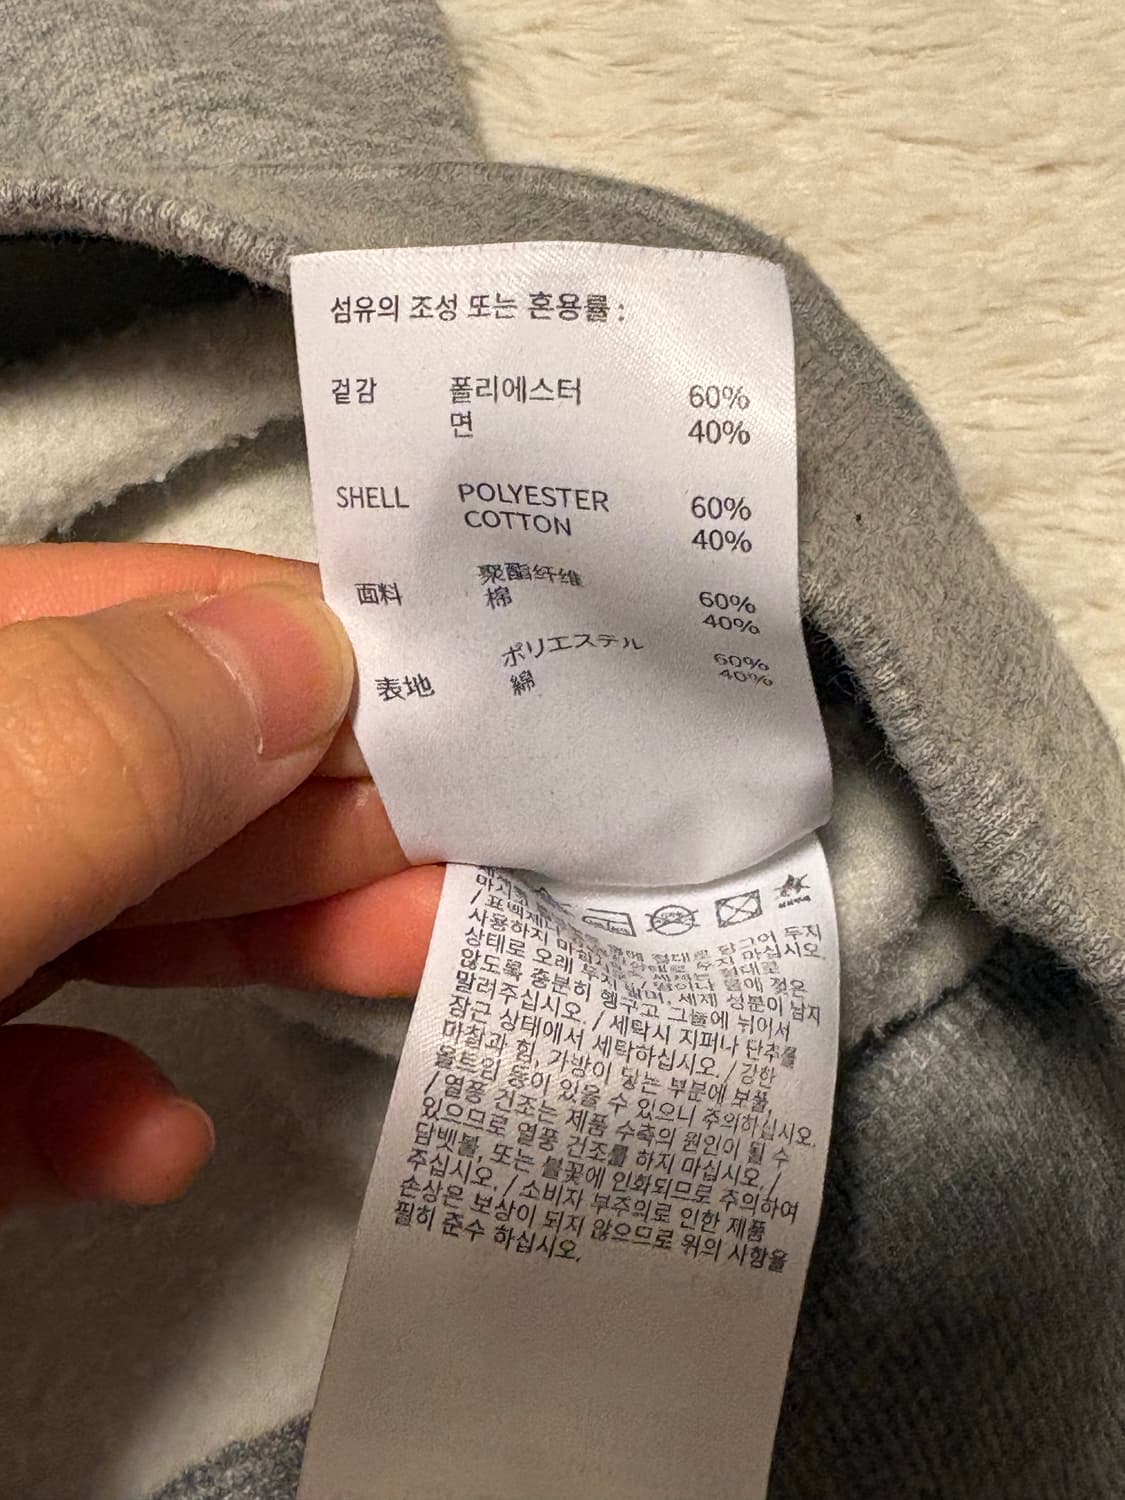 섬유의 조성 또는 혼용률 :
겉감 폴리에스터 60%
면 40%
SHELL POLYESTER 60%
COTTON 40%
面料 聚酯纤维 60%
棉 40%
表地 ポリエステル 60%
綿 40%
마시오
/ 표백제나 당구어 두지
사용하지 마십시오
상태로 오래 두지 젖은
않도록 충분히 헹구고 그늘에 뉘어서
말려주십시오. / 세탁시 지퍼나 단추를
잠근 상태에서 세탁하십시오. / 강한
마찰과 힘, 가방이 닿는 부분에 보풀,
올트임 등이 있을 수 있으니 주의하십시오.
/ 열풍 건조는 제품 수축의 원인이 될 수
있으므로 열풍 건조를 하지 마십시오. /
담뱃불, 또는 불꽃에 인화되므로 주의하여
주십시오. / 소비자 부주의로 인한 제품
손상은 보상이 되지 않으므로 위의 사항을
필히 준수 하십시오.